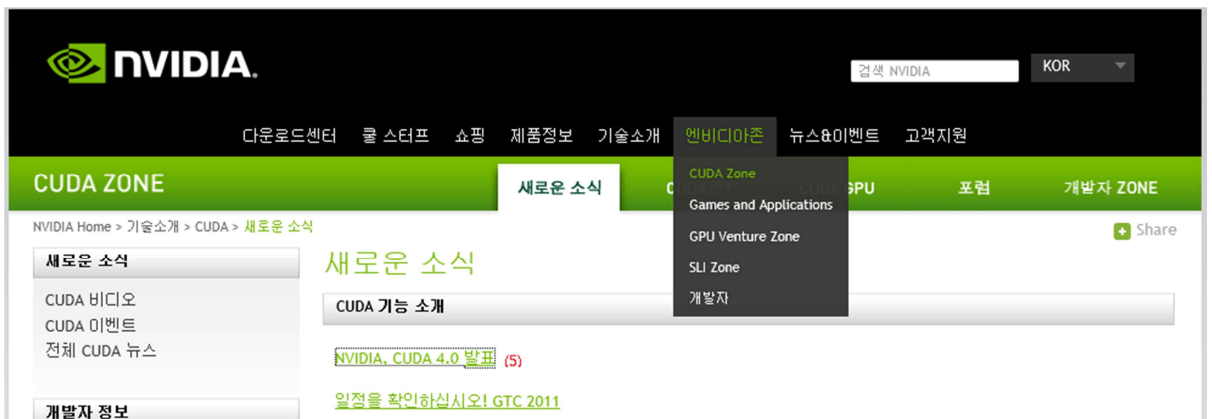 NVIDIA.
검색 NVIDIA KOR
다운로드센터 쿨 스터프 쇼핑 제품정보 기술소개 엔비디아존 뉴스&이벤트 고객지원
CUDA ZONE 새로운 소식 GPU 포럼 개발자 ZONE
CUDA Zone
Games and Applications
GPU Venture Zone
SLI Zone
개발자
NVIDIA Home > 기술소개 > CUDA > 새로운 소식 Share
새로운 소식
CUDA 비디오
CUDA 이벤트
전체 CUDA 뉴스
개발자 정보
새로운 소식
CUDA 기능 소개
NVIDIA, CUDA 4.0 발표 (5)
일정을 확인하십시오! GTC 2011